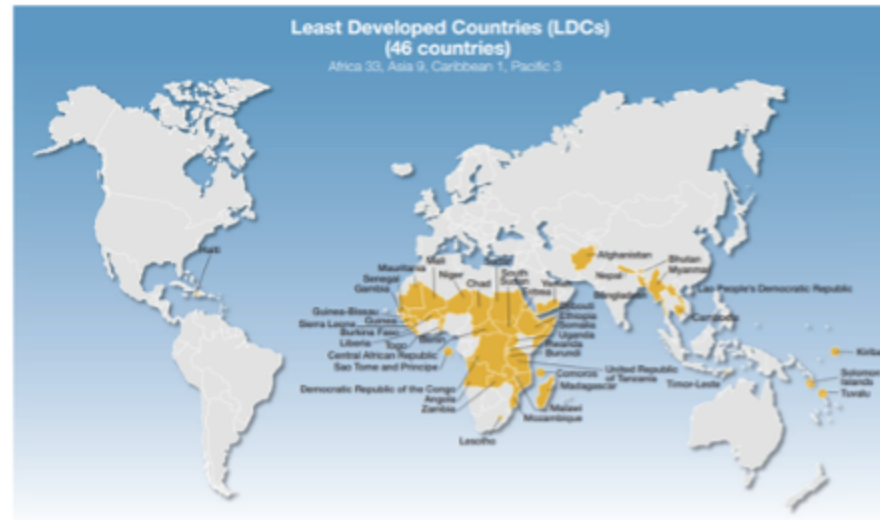 Least Developed Countries (LDCs)
(46 countries)
Africa 33, Asia 9, Caribbean 1, Pacific 3
Haiti
Mauritania
Mali
Senegal
Gambia
Niger
Chad
Sudan
South
Sudan
Yemen
Eritrea
Afghanistan
Bhutan
Myanmar
Nepal
Bangladesh
Lao People's Democratic Republic
Cambodia
Guinea-Bissau
Guinea
Sierra Leone
Burkina Faso
Liberia
Togo
Benin
Central African Republic
Sao Tome and Principe
Djibouti
Ethiopia
Somalia
Uganda
Rwanda
Burundi
United Republic
of Tanzania
Democratic Republic of the Congo
Angola
Zambia
Comoros
Madagascar
Malawi
Mozambique
Lesotho
Timor-Leste
Solomon
Islands